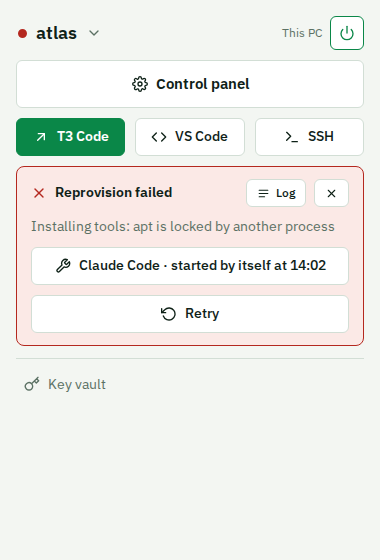 atlas
This PC
Control panel
T3 Code
VS Code
SSH
Reprovision failed
Log
Installing tools: apt is locked by another process
Claude Code · started by itself at 14:02
Retry
Key vault